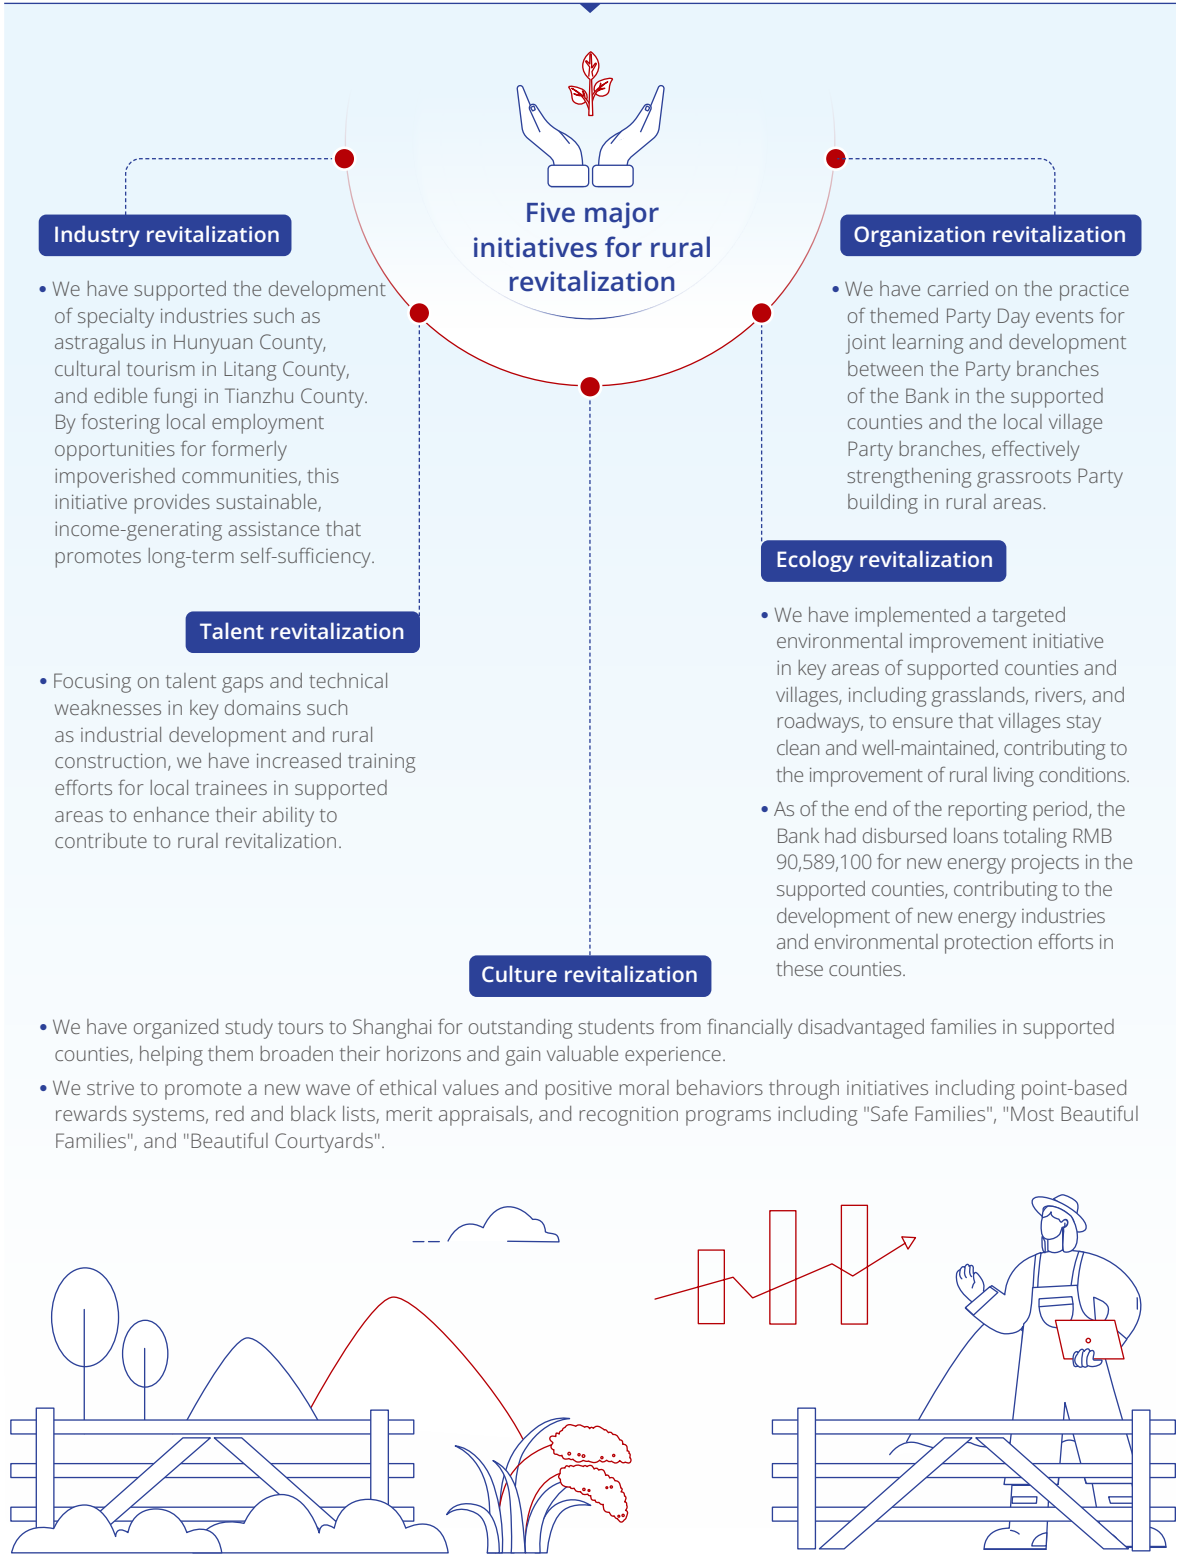 Five major
initiatives for rural
revitalization
Industry revitalization
• We have supported the development
of specialty industries such as
astragalus in Hunyuan County,
cultural tourism in Litang County,
and edible fungi in Tianzhu County.
By fostering local employment
opportunities for formerly
impoverished communities, this
initiative provides sustainable,
income-generating assistance that
promotes long-term self-sufficiency.
Talent revitalization
• Focusing on talent gaps and technical
weaknesses in key domains such
as industrial development and rural
construction, we have increased training
efforts for local trainees in supported
areas to enhance their ability to
contribute to rural revitalization.
Organization revitalization
• We have carried on the practice
of themed Party Day events for
joint learning and development
between the Party branches
of the Bank in the supported
counties and the local village
Party branches, effectively
strengthening grassroots Party
building in rural areas.
Ecology revitalization
• We have implemented a targeted
environmental improvement initiative
in key areas of supported counties and
villages, including grasslands, rivers, and
roadways, to ensure that villages stay
clean and well-maintained, contributing to
the improvement of rural living conditions.
• As of the end of the reporting period, the
Bank had disbursed loans totaling RMB
90,589,100 for new energy projects in the
supported counties, contributing to the
development of new energy industries
and environmental protection efforts in
these counties.
Culture revitalization
• We have organized study tours to Shanghai for outstanding students from financially disadvantaged families in supported
counties, helping them broaden their horizons and gain valuable experience.
• We strive to promote a new wave of ethical values and positive moral behaviors through initiatives including point-based
rewards systems, red and black lists, merit appraisals, and recognition programs including "Safe Families", "Most Beautiful
Families", and "Beautiful Courtyards".